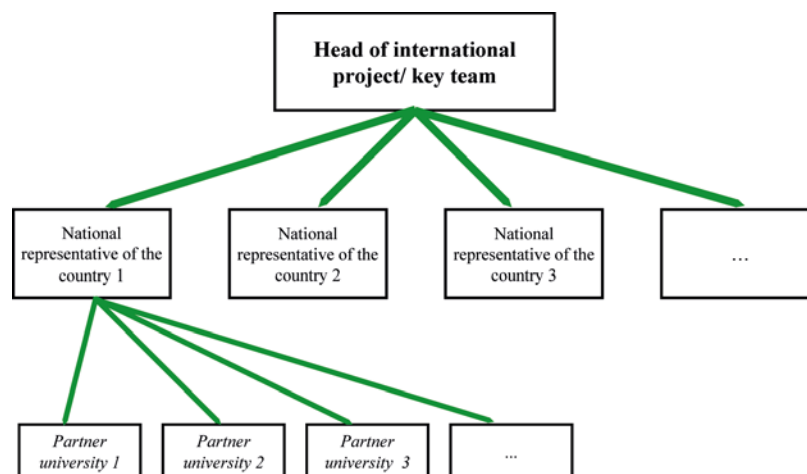 Head of international
project/ key team
National
representative of the
country 1
National
representative of the
country 2
National
representative of the
country 3
...
Partner
university 1
Partner
university 2
Partner
university 3
...